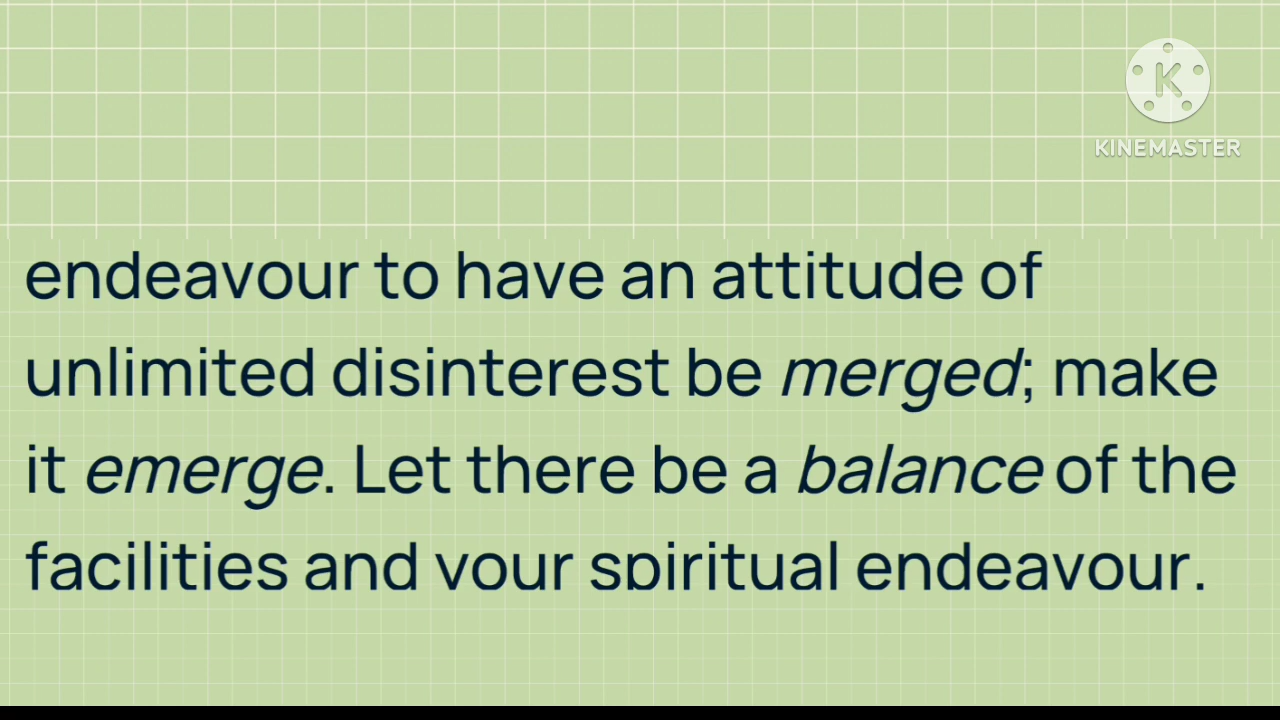 KINEMASTER
endeavour to have an attitude of
unlimited disinterest be merged; make
it emerge. Let there be a balance of the
facilities and your spiritual endeavour.